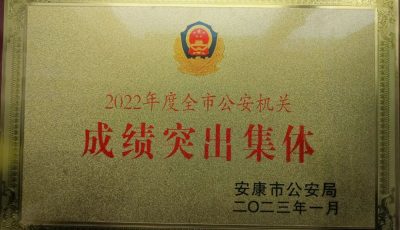 2022年度全市公安机关
成绩突出集体
安康市公安局
二〇二三年一月